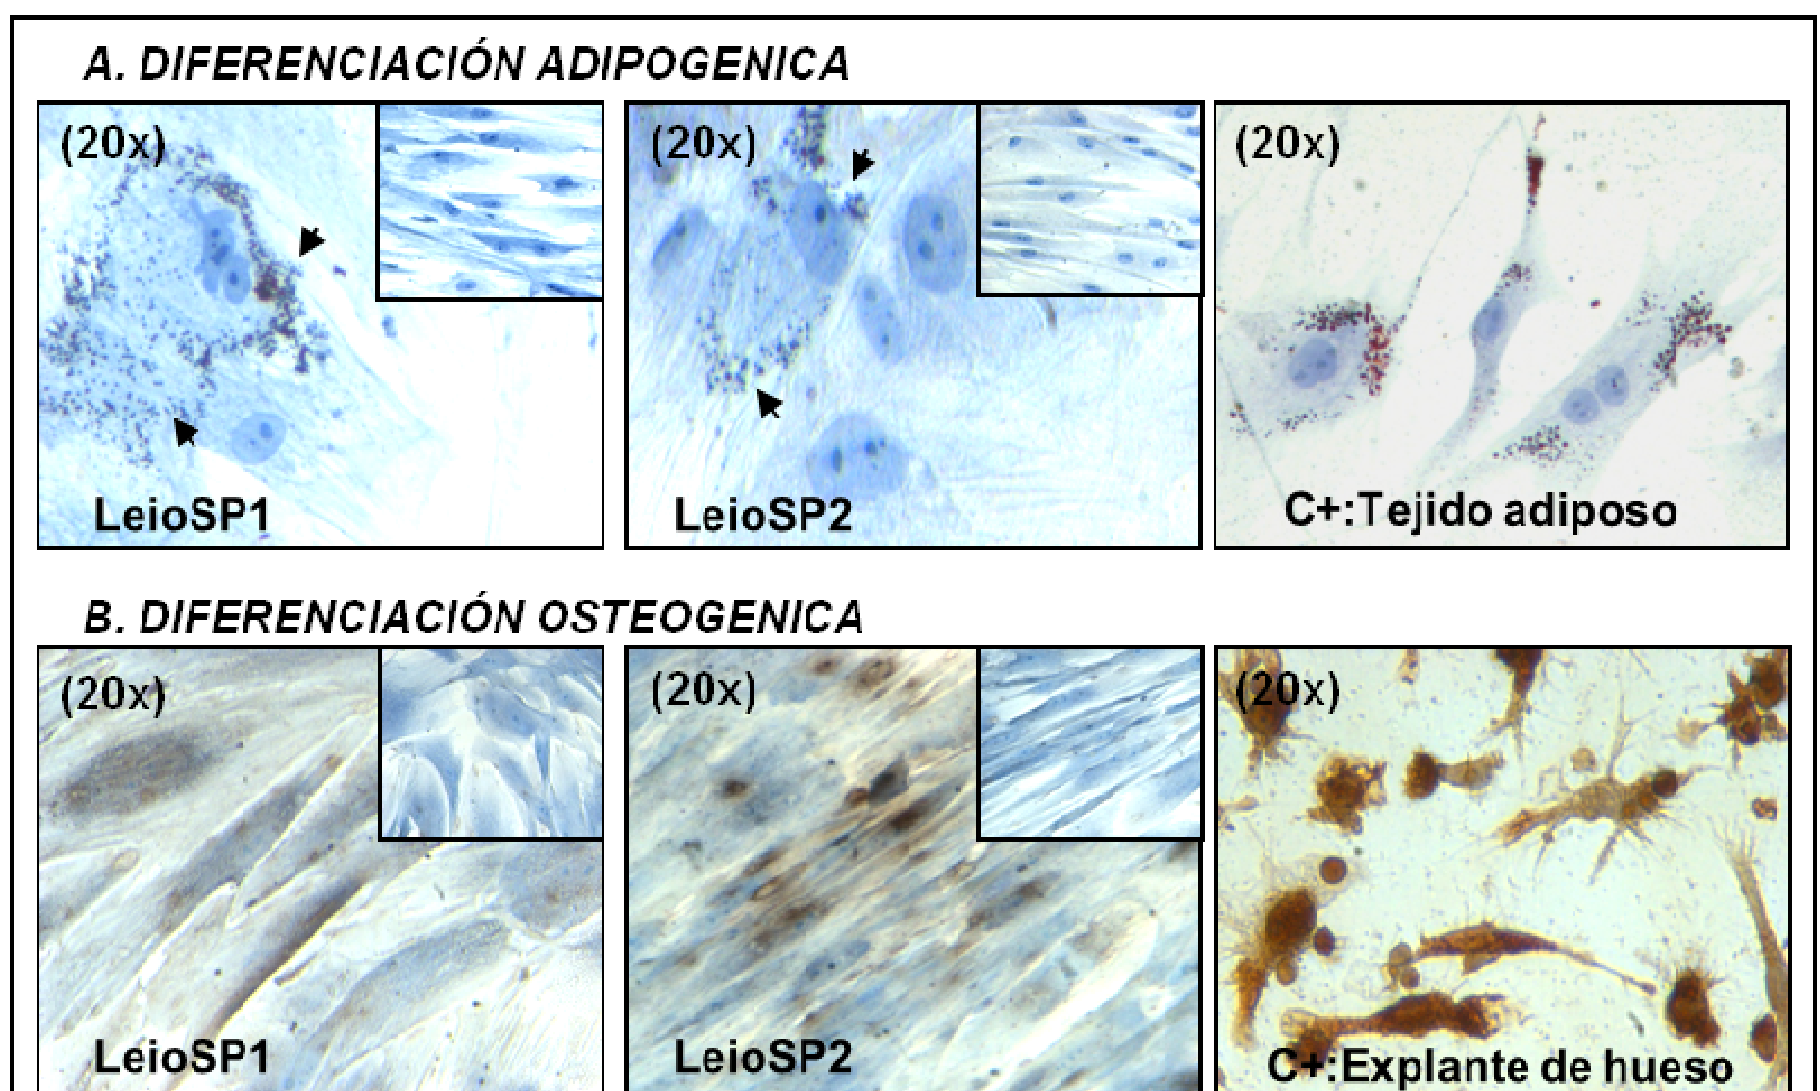 A. DIFERENCIACIÓN ADIPOGENICA
(20x)
(20x)
(20x)
LeioSP1
LeioSP2
C+:Tejido adiposo
B. DIFERENCIACIÓN OSTEOGENICA
(20x)
(20x)
(20x)
LeioSP1
LeioSP2
C+:Explante de hueso